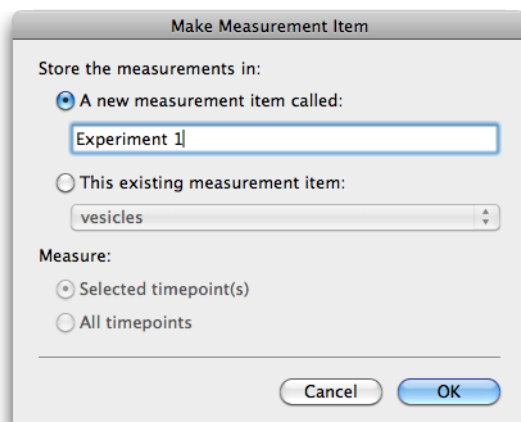 Make Measurement Item
Store the measurements in:
A new measurement item called:
Experiment 1
This existing measurement item:
vesicles
Measure:
Selected timepoint(s)
All timepoints
Cancel OK